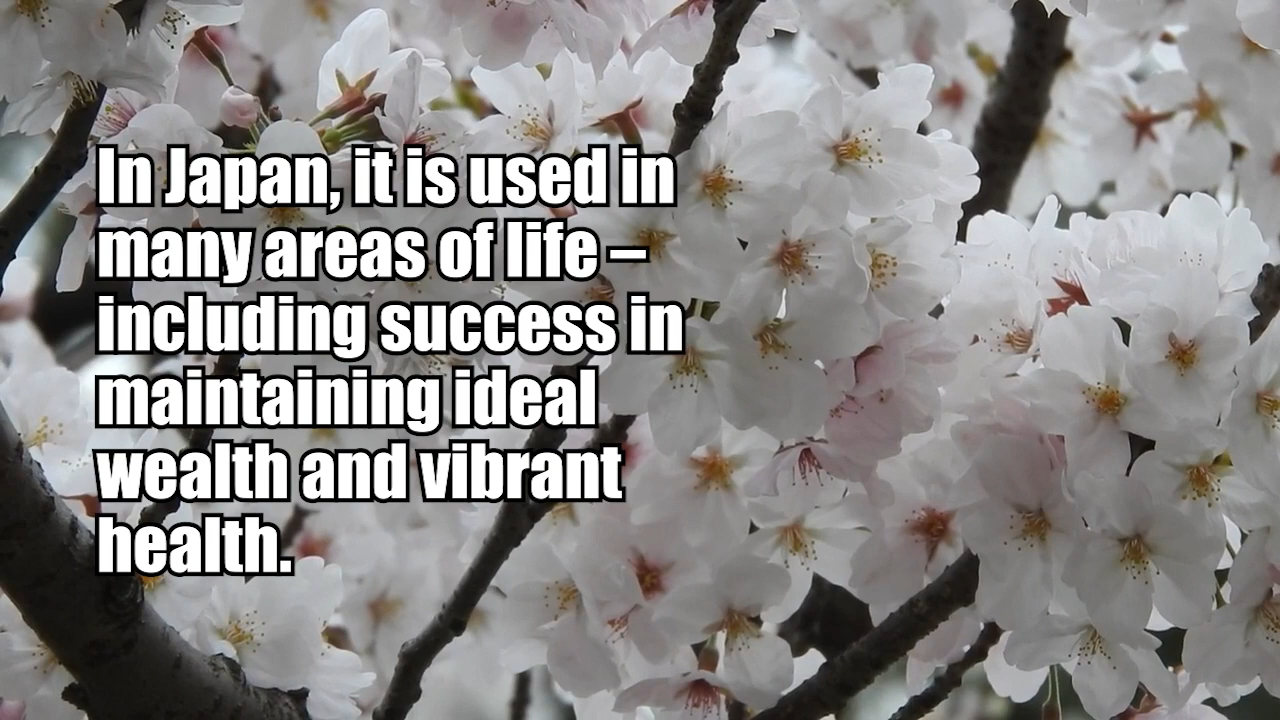 In Japan, it is used in
many areas of life –
including success in
maintaining ideal
wealth and vibrant
health.